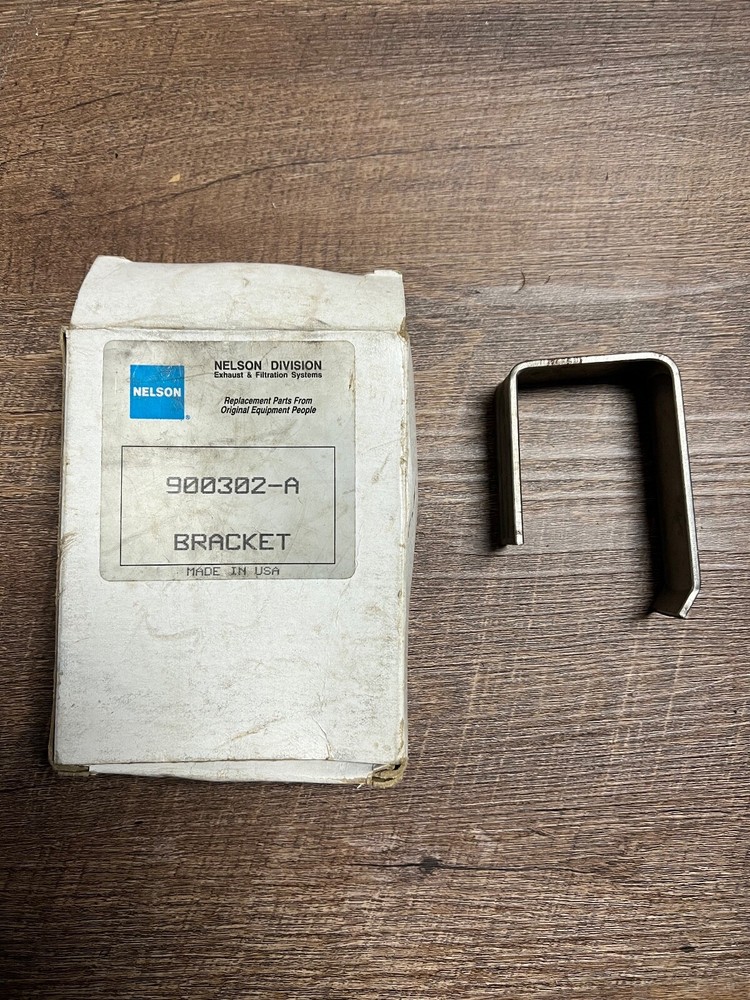 NELSON
®
NELSON DIVISION
Exhaust & Filtration Systems
Replacement Parts From
Original Equipment People
900302-A
BRACKET
MADE IN USA